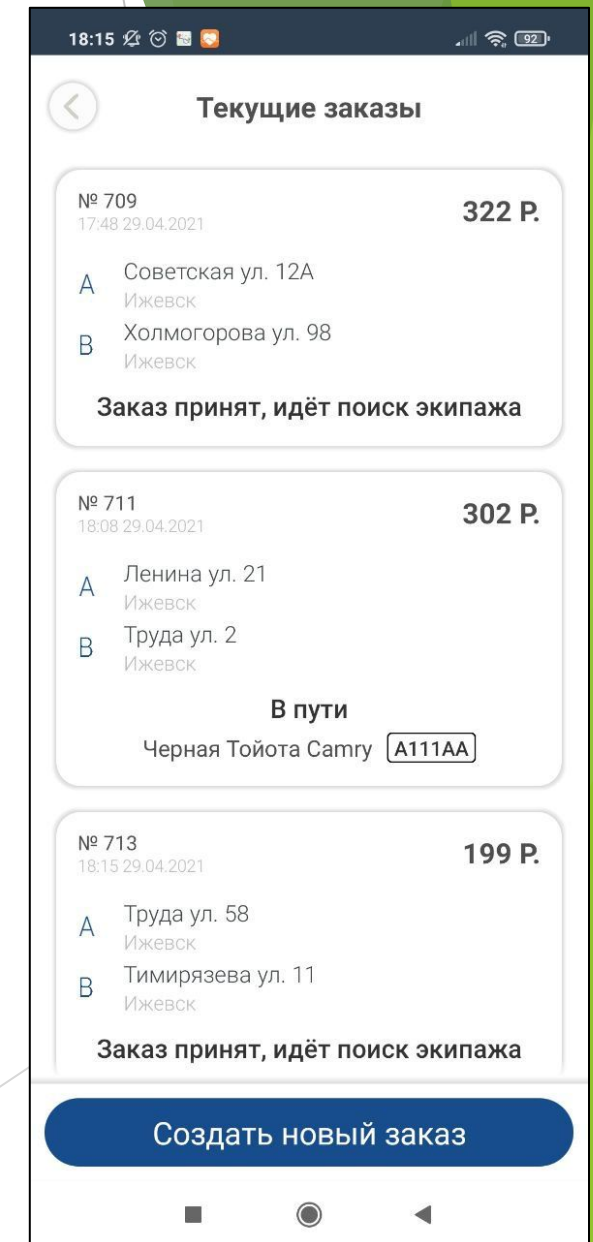 18:15
92
Текущие заказы
№ 709
322 Р.
17:48 29.04.2021
A Советская ул. 12А
Ижевск
B Холмогорова ул. 98
Ижевск
Заказ принят, идёт поиск экипажа
№ 711
302 Р.
18:08 29.04.2021
A Ленина ул. 21
Ижевск
B Труда ул. 2
Ижевск
В пути
Черная Тойота Camry А111АА
№ 713
199 Р.
18:15 29.04.2021
A Труда ул. 58
Ижевск
B Тимирязева ул. 11
Ижевск
Заказ принят, идёт поиск экипажа
Создать новый заказ